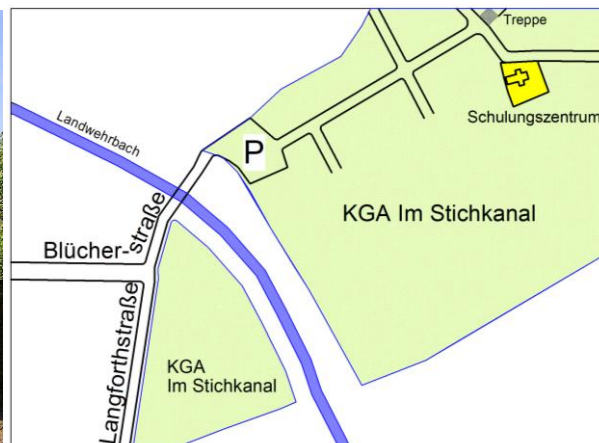 Treppe
Landwehrbach
Schulungszentrum
P
KGA Im Stichkanal
Blücher-straße
Langforthstraße
KGA
Im Stichkanal